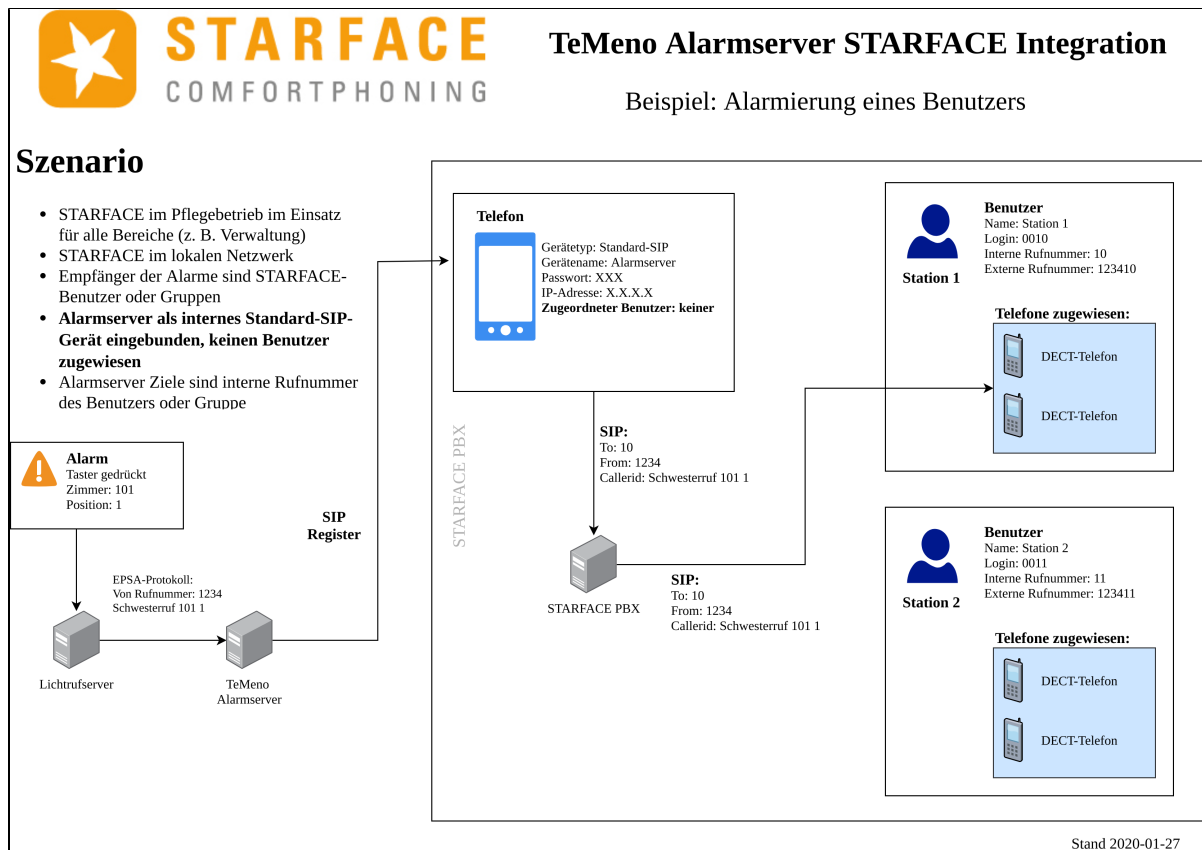 STARFACE
COMFORTPHONING
TeMeno Alarmserver STARFACE Integration
Beispiel: Alarmierung eines Benutzers
Szenario
• STARFACE im Pflegebetrieb im Einsatz
für alle Bereiche (z. B. Verwaltung)
• STARFACE im lokalen Netzwerk
• Empfänger der Alarme sind STARFACE-
Benutzer oder Gruppen
• Alarmserver als internes Standard-SIP-
Gerät eingebunden, keinen Benutzer
zugewiesen
• Alarmserver Ziele sind interne Rufnummer
des Benutzers oder Gruppe
Alarm
Taster gedrückt
Zimmer: 101
Position: 1
EPSA-Protokoll:
Von Rufnummer: 1234
Schwesterruf 101 1
Lichtrufserver
TeMeno
Alarmserver
SIP
Register
STARFACE PBX
Telefon
Gerätetyp: Standard-SIP
Gerätename: Alarmserver
Passwort: XXX
IP-Adresse: X.X.X.X
Zugeordneter Benutzer: keiner
SIP:
To: 10
From: 1234
Callerid: Schwesterruf 101 1
STARFACE PBX
SIP:
To: 10
From: 1234
Callerid: Schwesterruf 101 1
Station 1
Benutzer
Name: Station 1
Login: 0010
Interne Rufnummer: 10
Externe Rufnummer: 123410
Telefone zugewiesen:
DECT-Telefon
DECT-Telefon
Station 2
Benutzer
Name: Station 2
Login: 0011
Interne Rufnummer: 11
Externe Rufnummer: 123411
Telefone zugewiesen:
DECT-Telefon
DECT-Telefon
Stand 2020-01-27